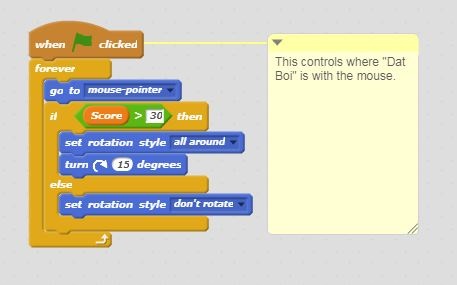 when clicked
forever
go to mouse-pointer
if Score > 30 then
set rotation style all around
turn 15 degrees
else
set rotation style don't rotate
This controls where "Dat
Boi" is with the mouse.